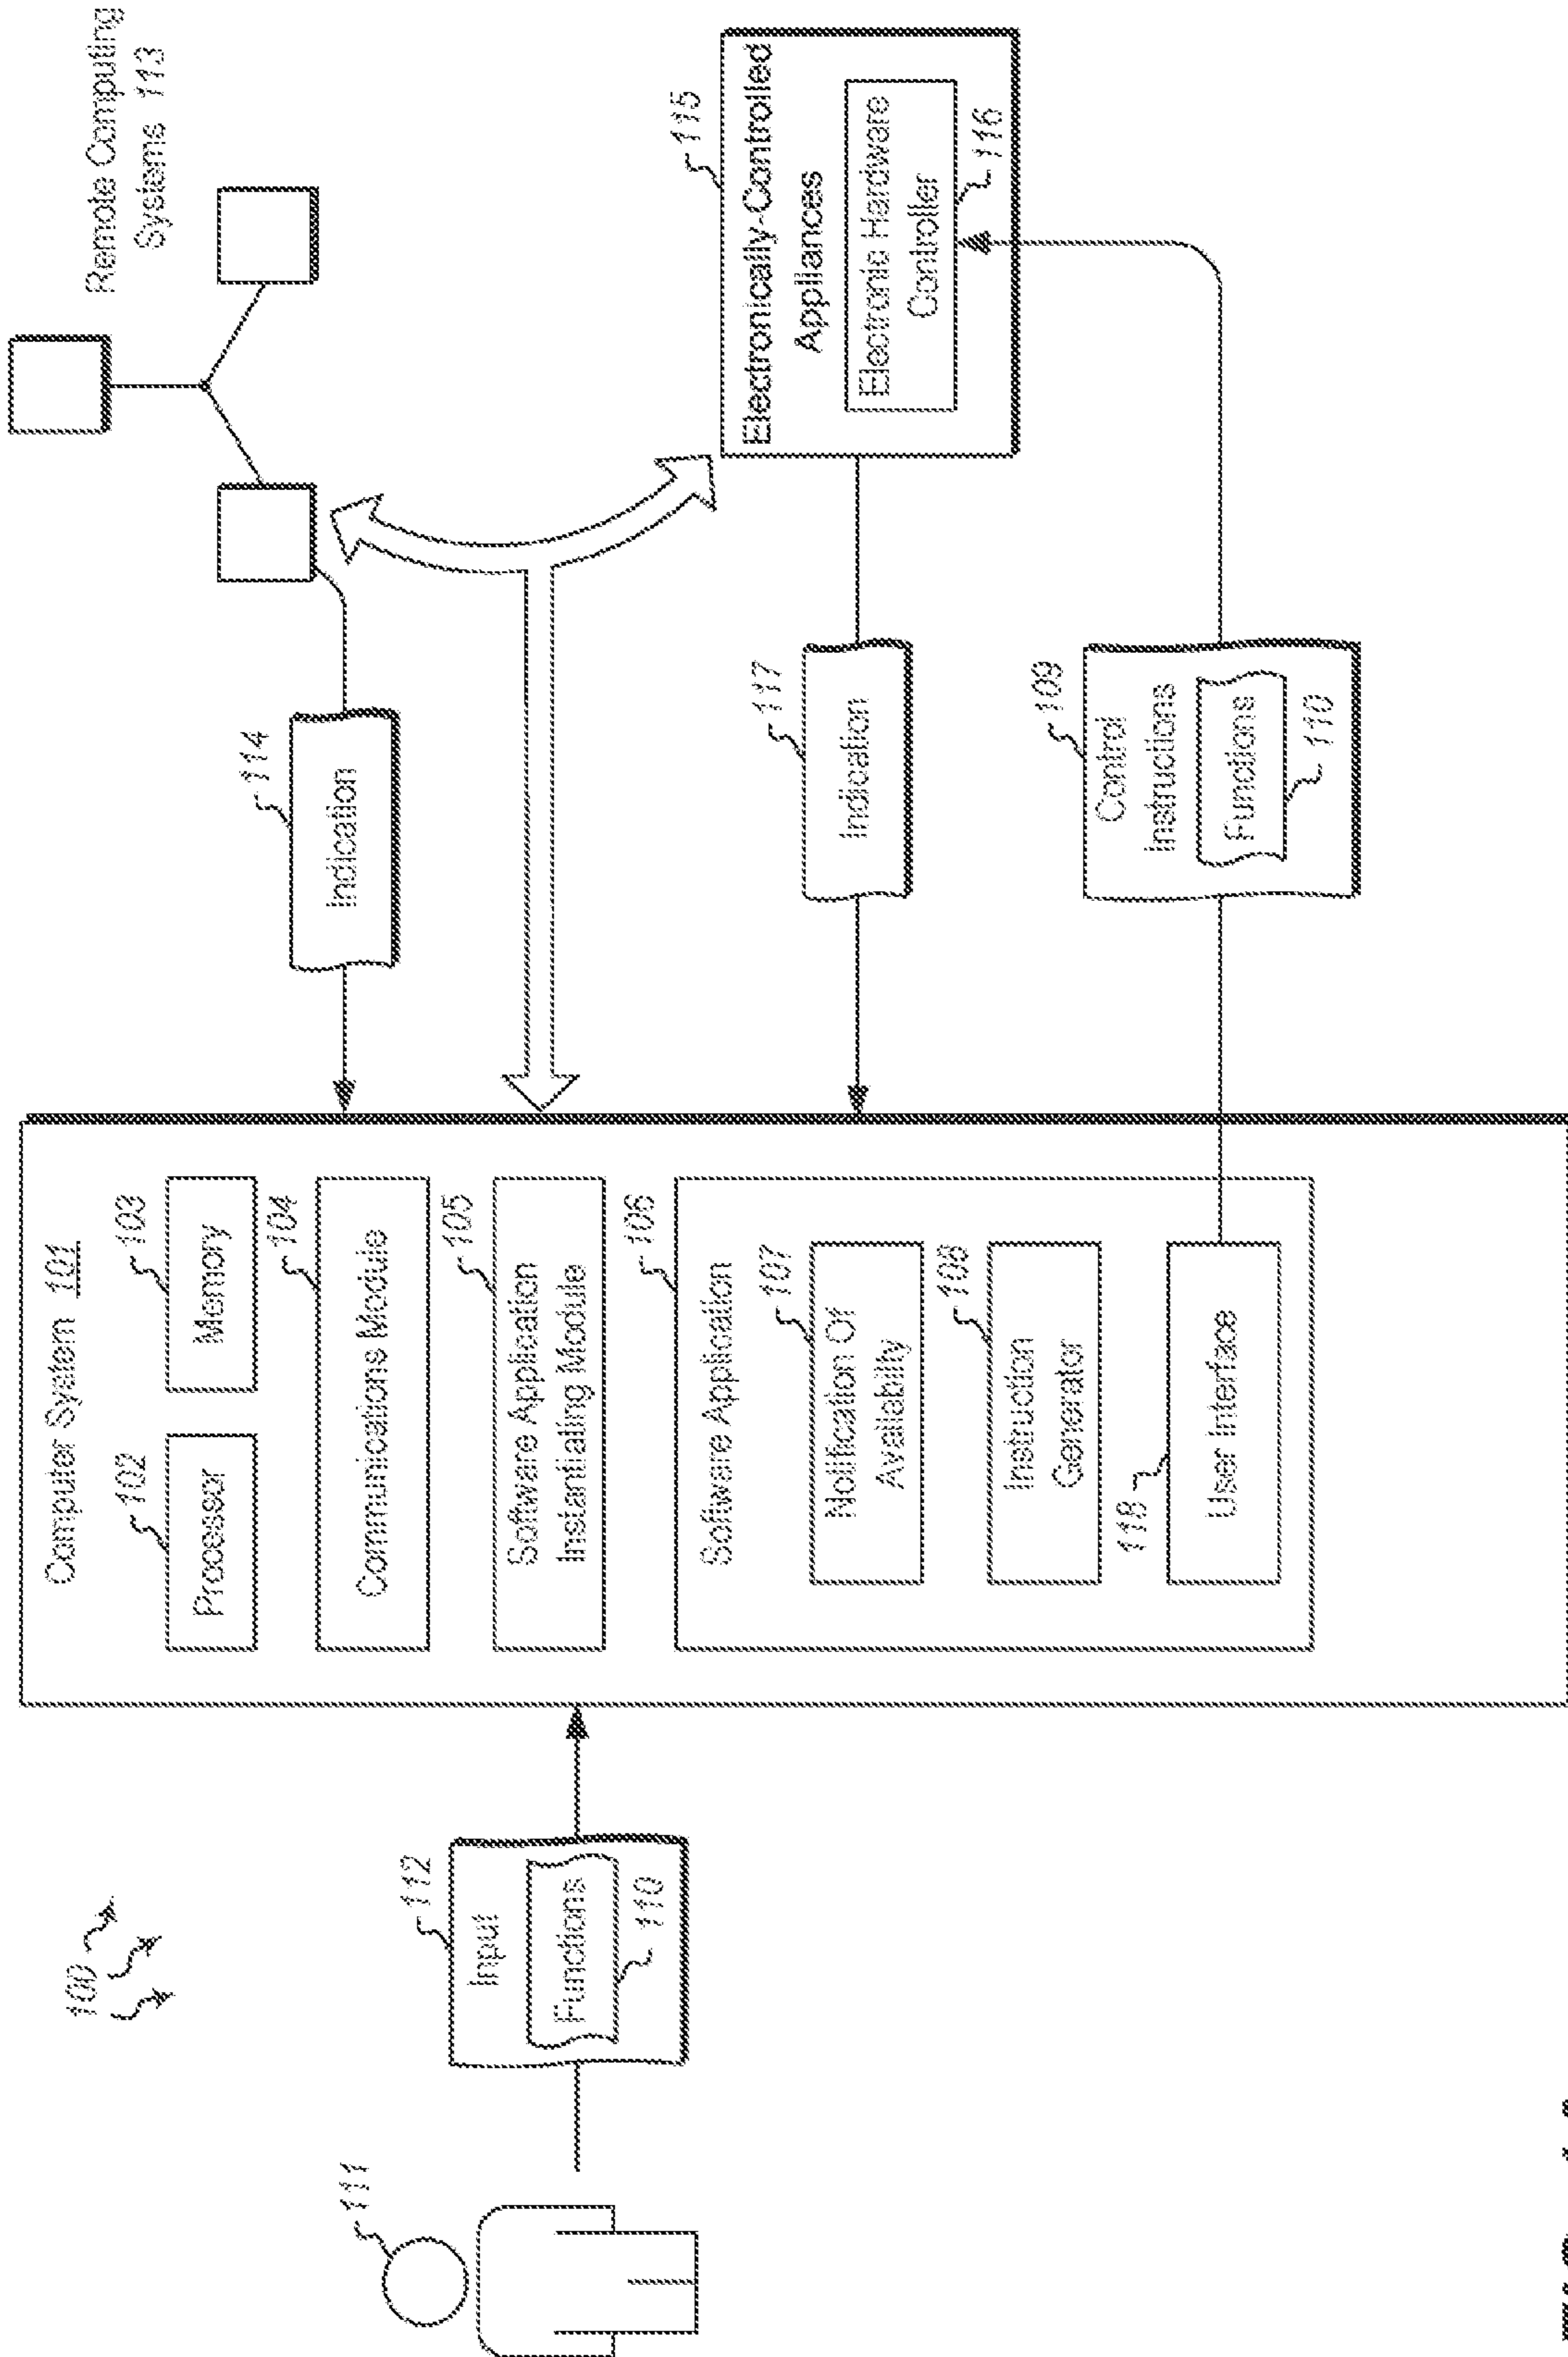 100
111
112
Input
Functions
110
Computer System 101
102
Processor
103
Memory
104
Communications Module
105
Software Application
Instantiating Module
106
Software Application
107
Notification Of
Availability
108
Instruction
Generator
118
User Interface
Remote Computing
Systems 113
114
Indication
115
Electronically-Controlled
Appliances
Electronic Hardware
Controller
116
117
Indication
109
Control
Instructions
Functions
110